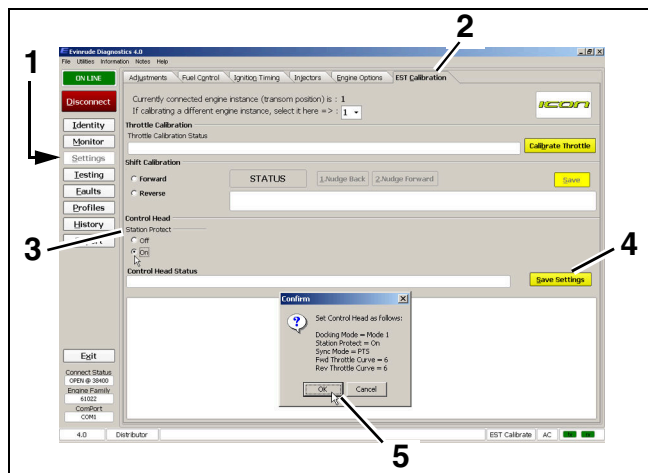 2
1
Evinrude Diagnostics 4.0
File Utilities Information Notes Help
ON LINE
Adjustments Fuel Control Ignition Timing Injectors Engine Options EST Calibration
Disconnect
Currently connected engine instance (transom position) is : 1
If calibrating a different engine instance, select it here => : 1
ICON
Identity
Throttle Calibration
Throttle Calibration Status
Monitor
Calibrate Throttle
Settings
Shift Calibration
Testing
Forward
STATUS
1.Nudge Back
2.Nudge Forward
Save
Faults
Reverse
Profiles
History
Control Head
3
Station Protect
Off
On
4
Control Head Status
Save Settings
Confirm
Set Control Head as follows:
Docking Mode = Mode 1
Station Protect = On
Sync Mode = PTS
Fwd Throttle Curve = 6
Rev Throttle Curve = 6
OK
Cancel
Exit
Connect Status
OPEN @ 38400
Engine Family
61022
ComPort
COM1
5
4.0 Distributor EST Calibrate AC